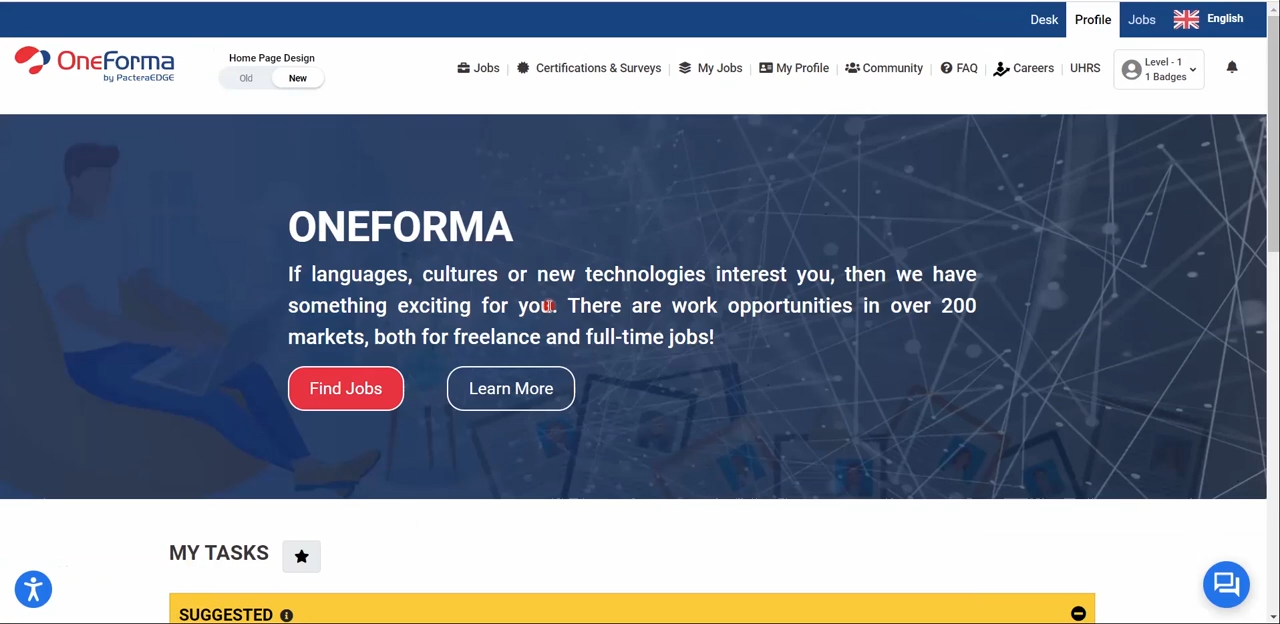 Desk Profile Jobs English
OneForma
by PacteraEDGE
Home Page Design
Old New
Jobs Certifications & Surveys My Jobs My Profile Community FAQ Careers UHRS
Level - 1
1 Badges
ONEFORMA
If languages, cultures or new technologies interest you, then we have
something exciting for you. There are work opportunities in over 200
markets, both for freelance and full-time jobs!
Find Jobs Learn More
MY TASKS
SUGGESTED